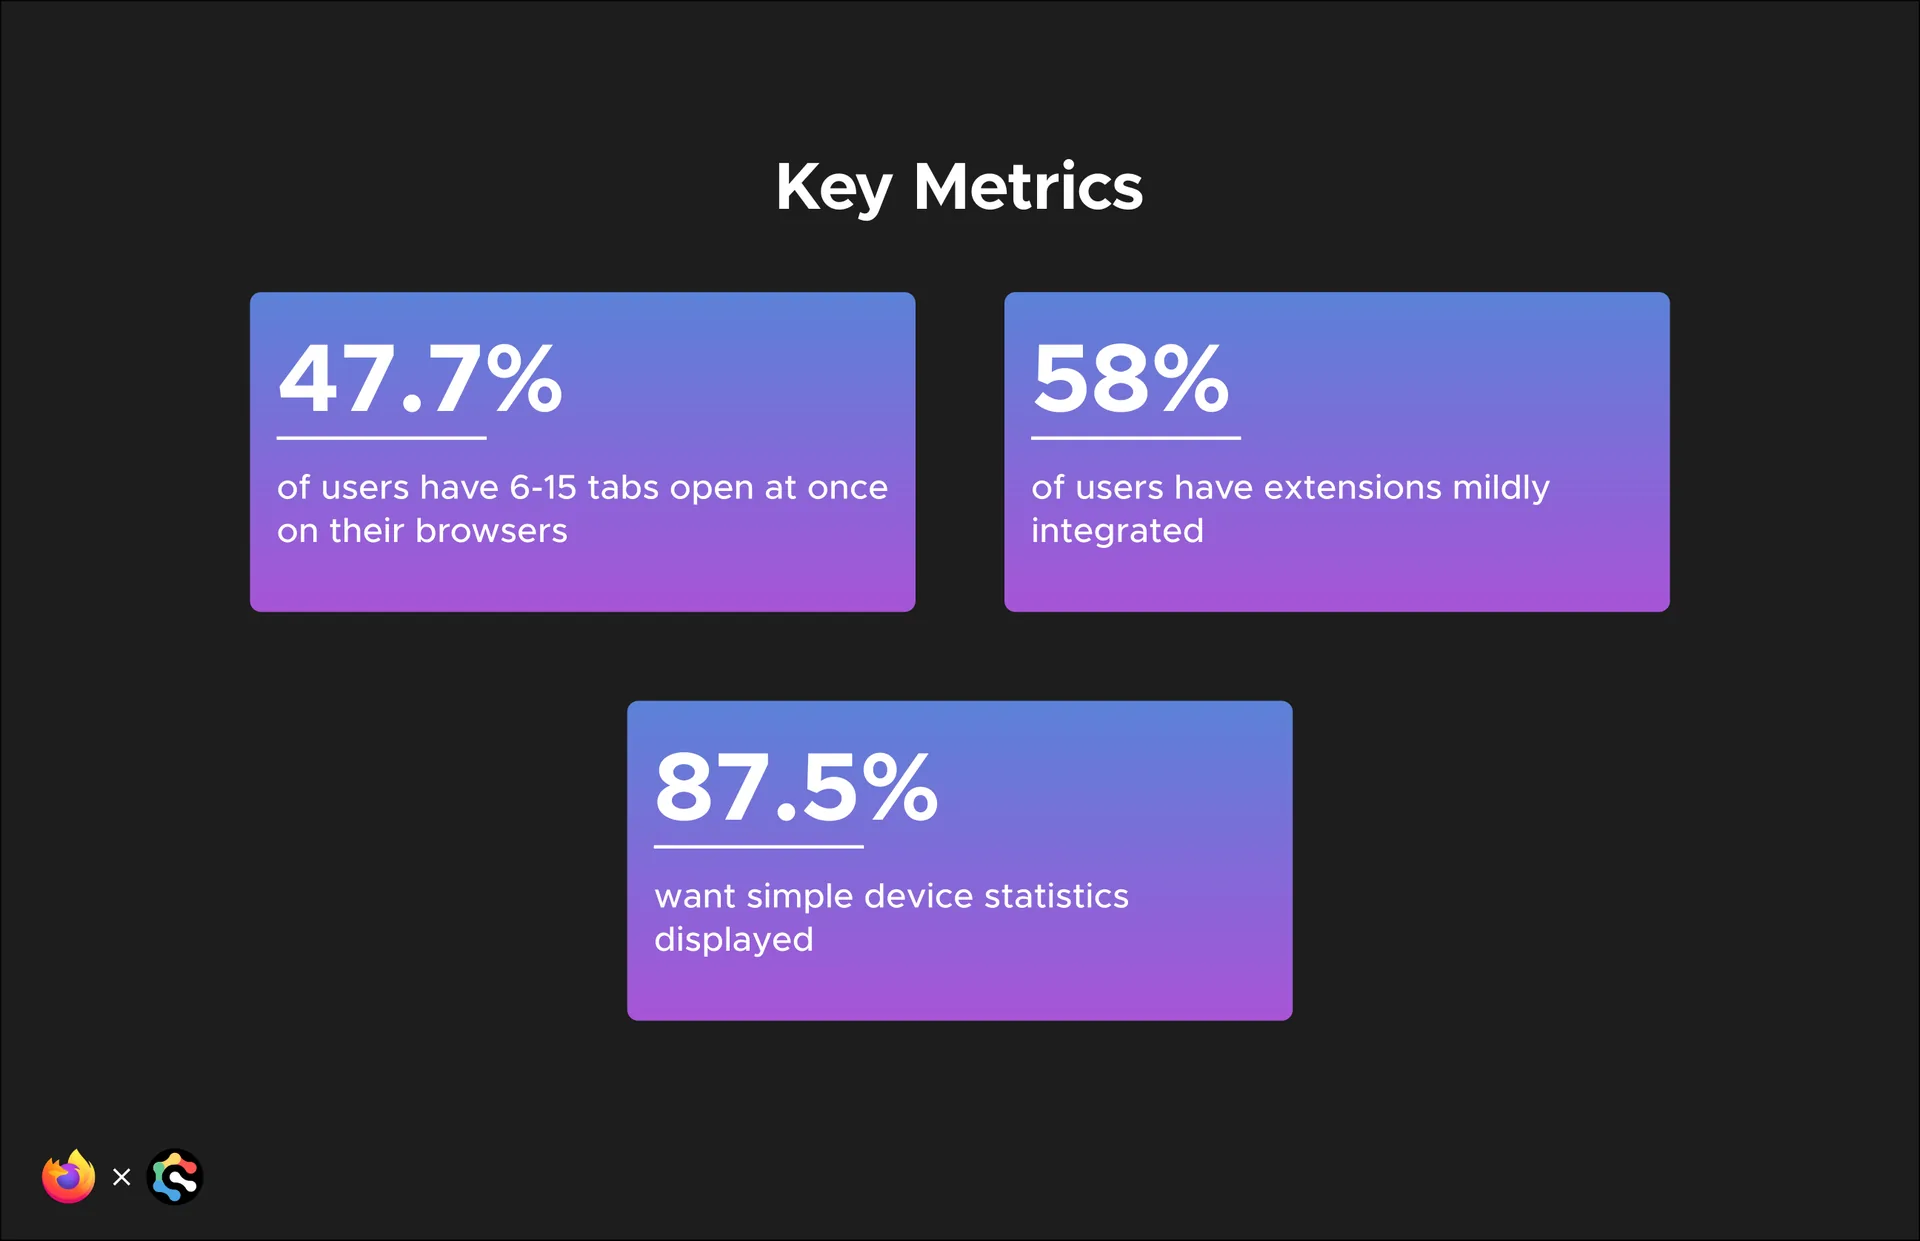 Key Metrics
47.7%
of users have 6-15 tabs open at once
on their browsers
58%
of users have extensions mildly
integrated
87.5%
want simple device statistics
displayed
×